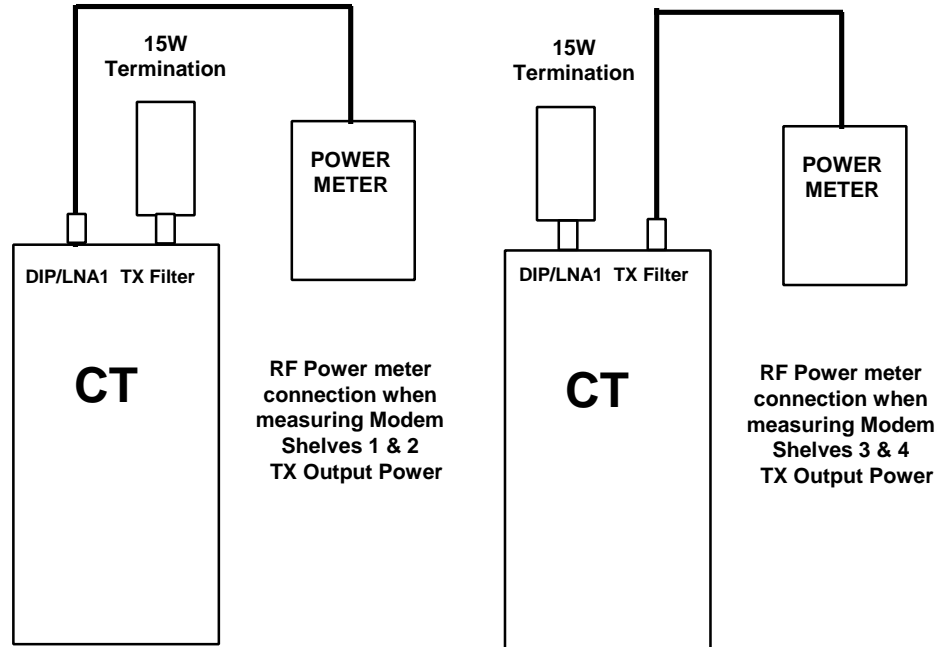 15W
Termination
POWER
METER
DIP/LNA1 TX Filter
CT
RF Power meter
connection when
measuring Modem
Shelves 1 & 2
TX Output Power
15W
Termination
POWER
METER
DIP/LNA1 TX Filter
CT
RF Power meter
connection when
measuring Modem
Shelves 3 & 4
TX Output Power